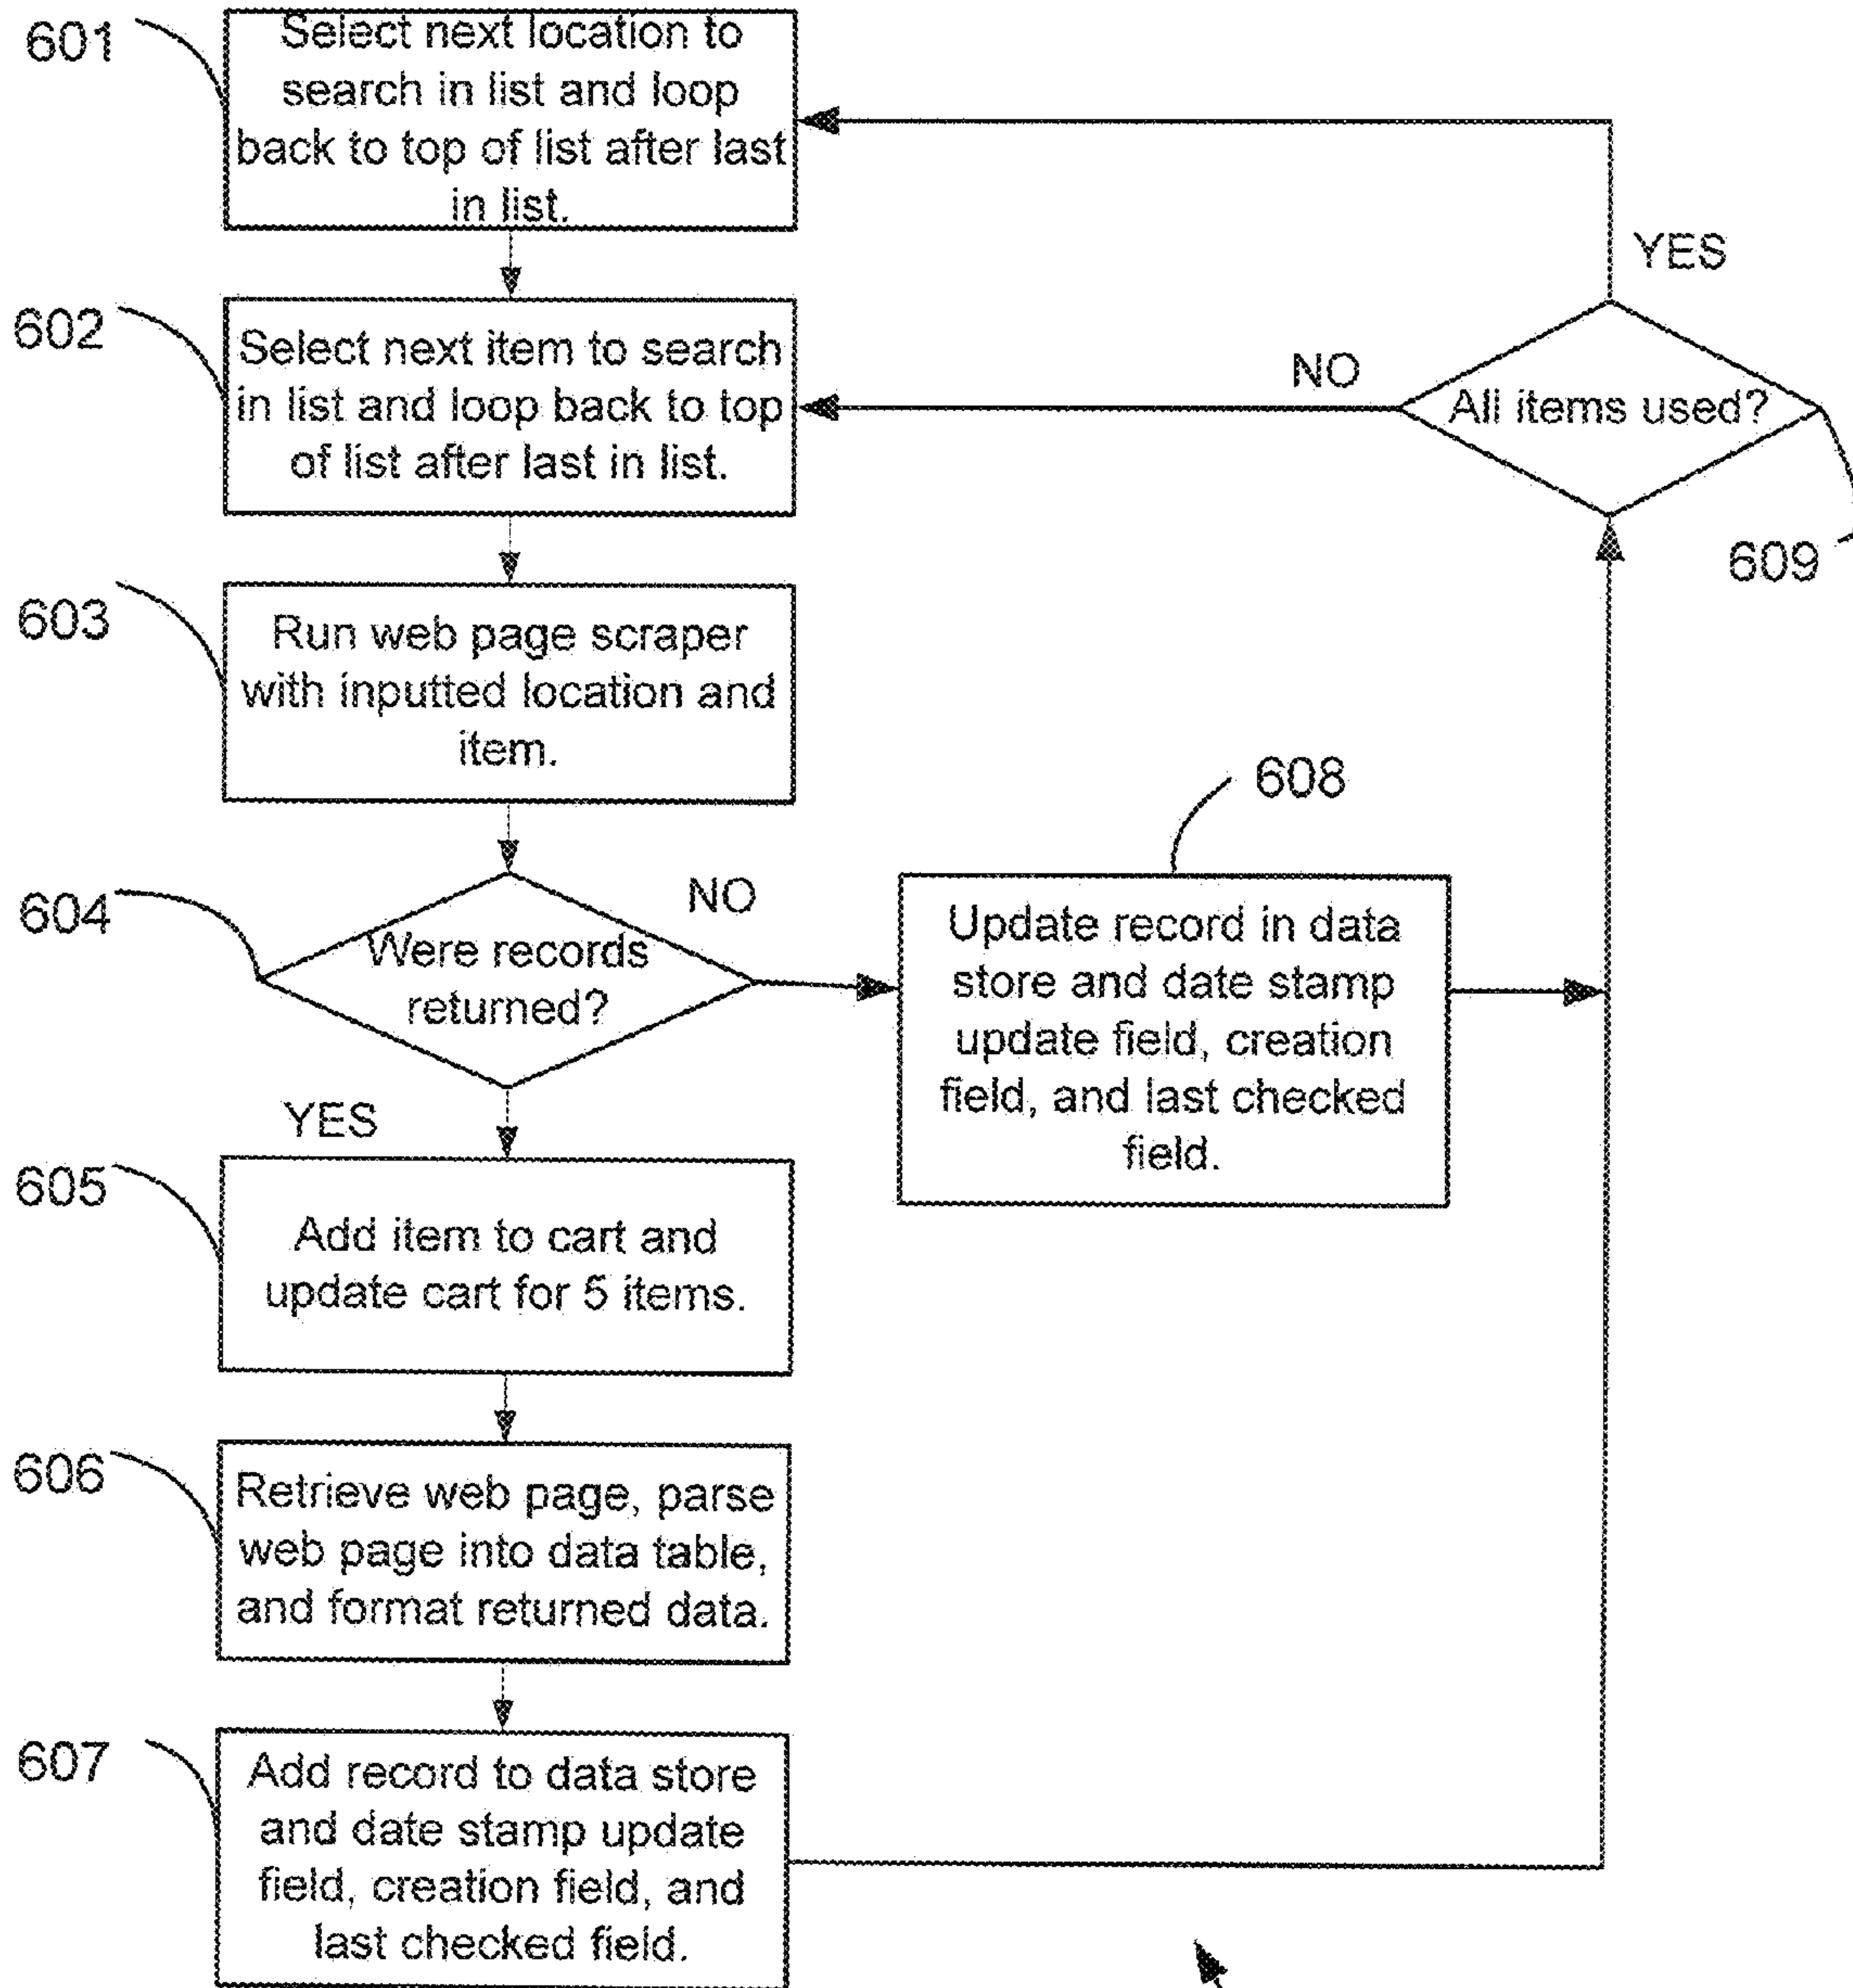 601
Select next location to
search in list and loop
back to top of list after last
in list.
YES
602
Select next item to search
in list and loop back to top
of list after last in list.
NO
All items used?
609
603
Run web page scraper
with inputted location and
item.
608
604
Were records
returned?
NO
Update record in data
store and date stamp
update field, creation
field, and last checked
field.
YES
605
Add item to cart and
update cart for 5 items.
606
Retrieve web page, parse
web page into data table,
and format returned data.
607
Add record to data store
and date stamp update
field, creation field, and
last checked field.